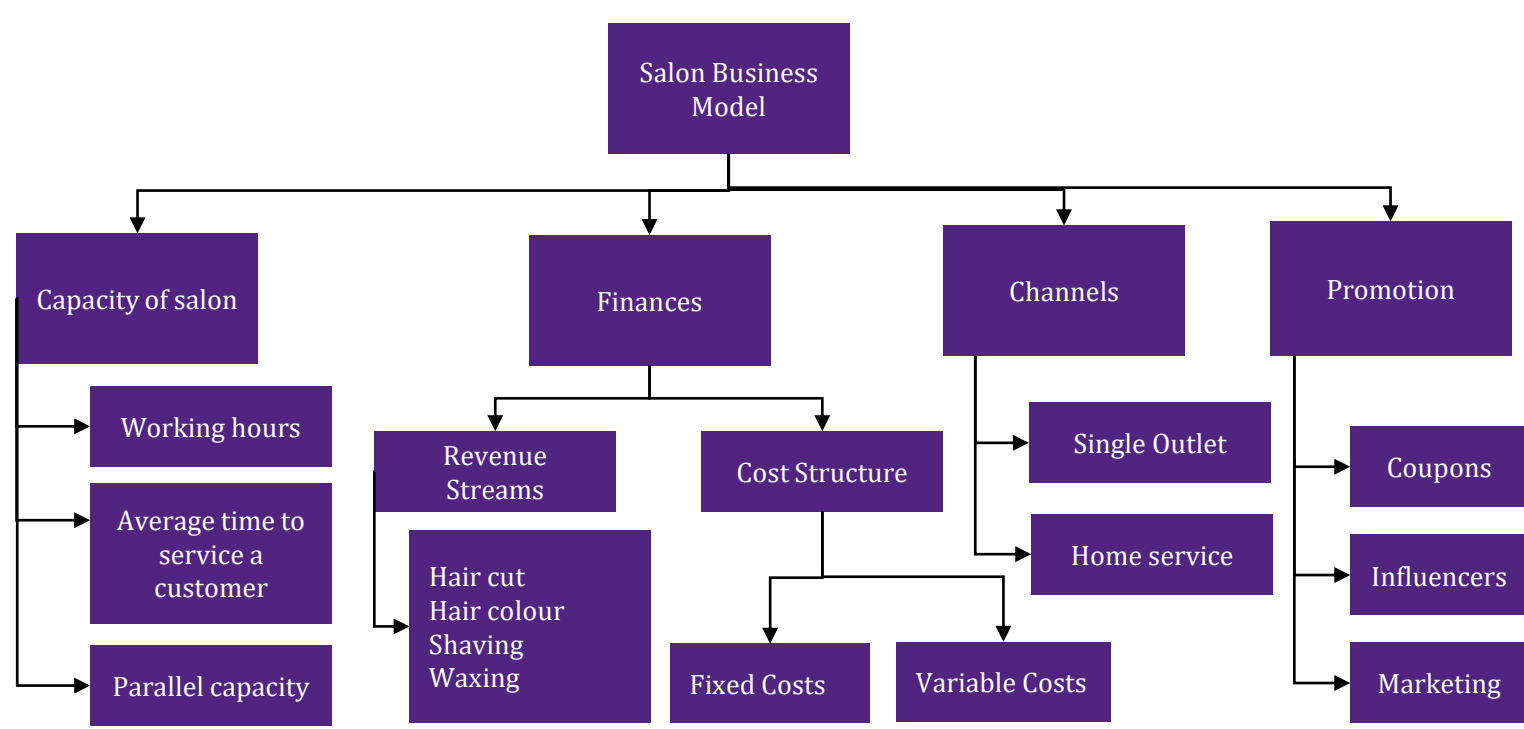 Salon Business
Model
Capacity of salon
Finances
Channels
Promotion
Working hours
Average time to
service a
customer
Parallel capacity
Revenue
Streams
Hair cut
Hair colour
Shaving
Waxing
Cost Structure
Fixed Costs
Variable Costs
Single Outlet
Home service
Coupons
Influencers
Marketing